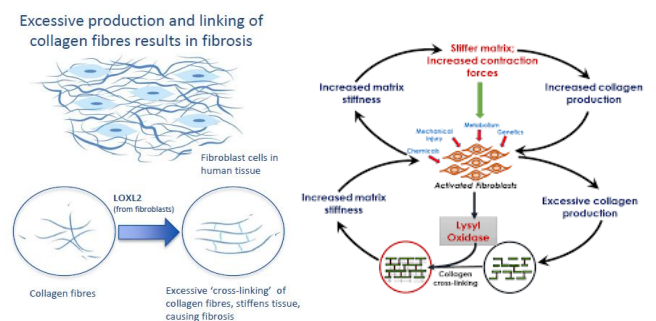 Excessive production and linking of
collagen fibres results in fibrosis
Fibroblast cells in
human tissue
LOXL2
(from fibroblasts)
Collagen fibres
Excessive ‘cross-linking’ of
collagen fibres, stiffens tissue,
causing fibrosis
Stiffer matrix;
Increased contraction
forces
Increased matrix
stiffness
Increased collagen
production
Metabolism
Mechanical
Injury
Genetics
Chemicals
Activated Fibroblasts
Increased matrix
stiffness
Excessive collagen
production
Lysyl
Oxidase
Collagen
cross-linking